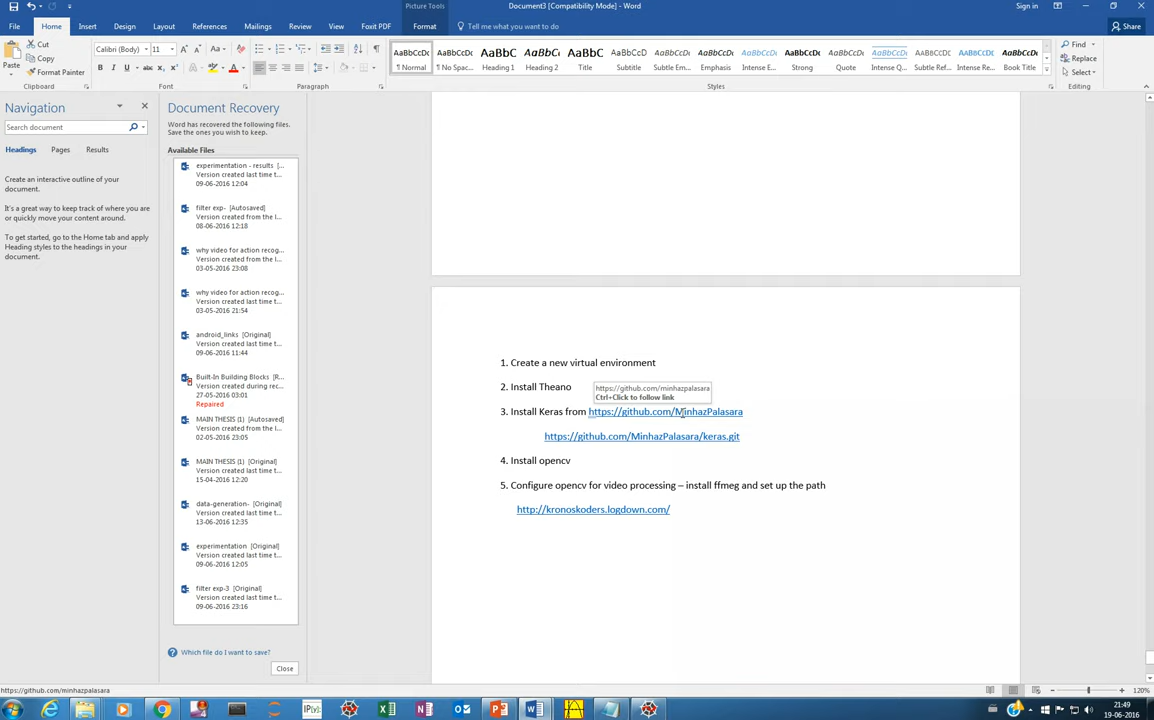 Document3 [Compatibility Mode] - Word
Picture Tools
Sign in
File
Home
Insert
Design
Layout
References
Mailings
Review
View
Foxit PDF
Format
Tell me what you want to do
Share
Paste
Cut
Copy
Format Painter
Clipboard
Calibri (Body)
11
Font
Paragraph
AaBbCcDc
¶ Normal
AaBbCcDc
¶ No Spac...
AaBbC
Heading 1
AaBbCc
Heading 2
AaBbC
Title
AaBbCcD
Subtitle
AaBbCcDt
Subtle Em...
AaBbCcDt
Emphasis
AaBbCcDt
Intense E...
AaBbCcDc
Strong
AaBbCcDt
Quote
AaBbCcDt
Intense Q...
AaBbCcDt
Subtle Ref...
AaBbCcDt
Intense Re...
AaBbCcDt
Book Title
Styles
Find
Replace
Select
Editing
Navigation
Search document
Headings
Pages
Results
Create an interactive outline of your
document.
It's a great way to keep track of where you are
or quickly move your content around.
To get started, go to the Home tab and apply
Heading styles to the headings in your
document.
Document Recovery
Word has recovered the following files.
Save the ones you wish to keep.
Available Files
experimentation - results [...
Version created last time t...
09-06-2016 12:04
filter exp- [Autosaved]
Version created from the l...
08-06-2016 12:18
why video for action recog...
Version created from the l...
03-05-2016 23:08
why video for action recog...
Version created last time t...
03-05-2016 21:54
android_links [Original]
Version created last time t...
09-06-2016 11:44
Built-In Building Blocks [R...
Version created during rec...
27-05-2016 03:01
Repaired
MAIN THESIS (1) [Autosaved]
Version created from the l...
02-05-2016 23:05
MAIN THESIS (1) [Original]
Version created last time t...
15-04-2016 12:20
data-generation- [Original]
Version created last time t...
13-06-2016 12:35
experimentation [Original]
Version created last time t...
09-06-2016 12:05
filter exp-3 [Original]
Version created last time t...
09-06-2016 23:16
Which file do I want to save?
Close
1. Create a new virtual environment
2. Install Theano
https://github.com/minhazpalasara
Ctrl+Click to follow link
3. Install Keras from https://github.com/MinhazPalasara
https://github.com/MinhazPalasara/keras.git
4. Install opencv
5. Configure opencv for video processing – install ffmeg and set up the path
http://kronoskoders.logdown.com/
https://github.com/minhazpalasara
120%
21:49
19-06-2016